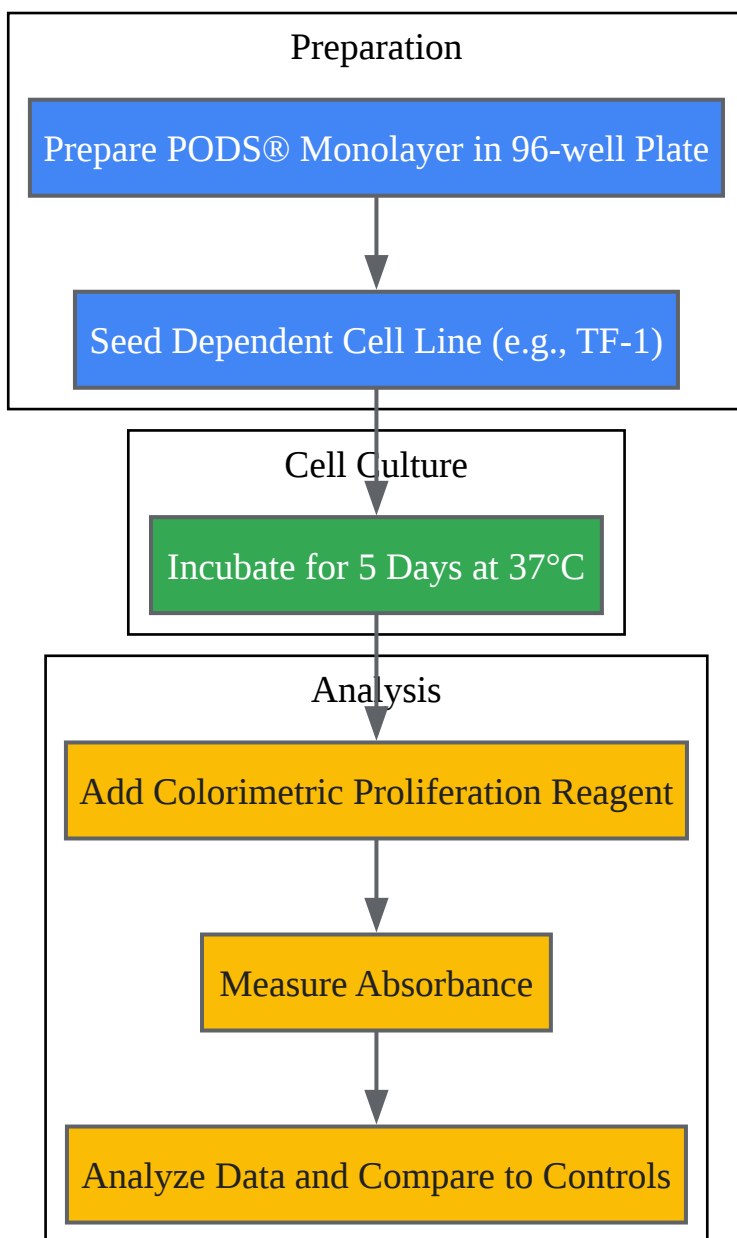 Preparation
Prepare PODS® Monolayer in 96-well Plate
Seed Dependent Cell Line (e.g., TF-1)
Cell Culture
Incubate for 5 Days at 37°C
Analysis
Add Colorimetric Proliferation Reagent
Measure Absorbance
Analyze Data and Compare to Controls